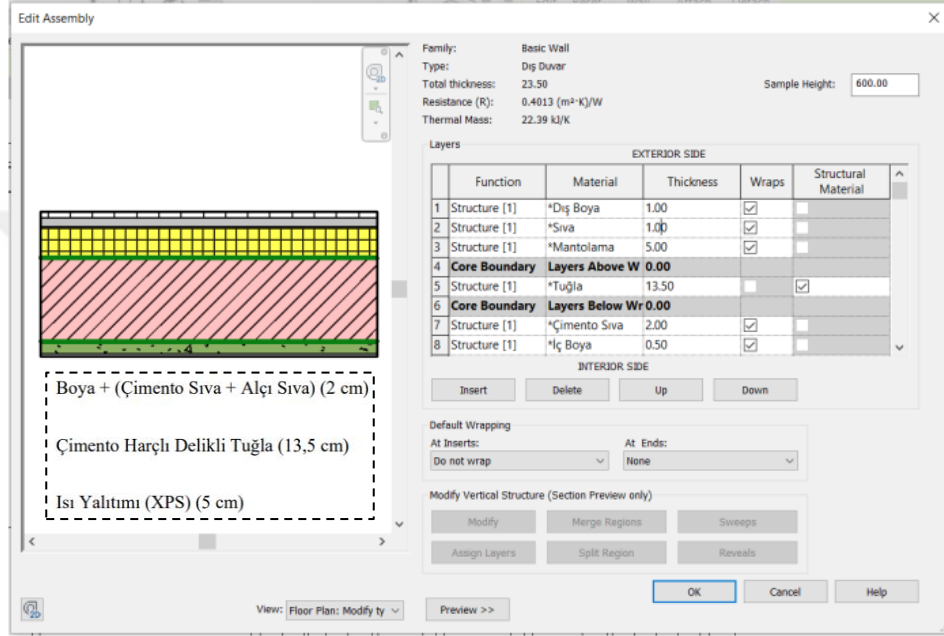 Edit Assembly
Family: Basic Wall
Type: Dış Duvar
Total thickness: 23.50 Sample Height: 600.00
Resistance (R): 0.4013 (m²·K)/W
Thermal Mass: 22.39 kJ/K
Layers
EXTERIOR SIDE
Function Material Thickness Wraps Structural Material
1 Structure [1] *Dış Boya 1.00
2 Structure [1] *Sıva 1.00
3 Structure [1] *Mantolama 5.00
4 Core Boundary Layers Above W 0.00
5 Structure [1] *Tuğla 13.50
6 Core Boundary Layers Below Wr 0.00
7 Structure [1] *Çimento Sıva 2.00
8 Structure [1] *İç Boya 0.50
INTERIOR SIDE
Insert Delete Up Down
Boya + (Çimento Sıva + Alçı Sıva) (2 cm)
Çimento Harçlı Delikli Tuğla (13,5 cm)
Isı Yalıtımı (XPS) (5 cm)
Default Wrapping
At Inserts: At Ends:
Do not wrap None
Modify Vertical Structure (Section Preview only)
Modify Merge Regions Sweeps
Assign Layers Split Region Reveals
OK Cancel Help
View: Floor Plan: Modify ty Preview >>